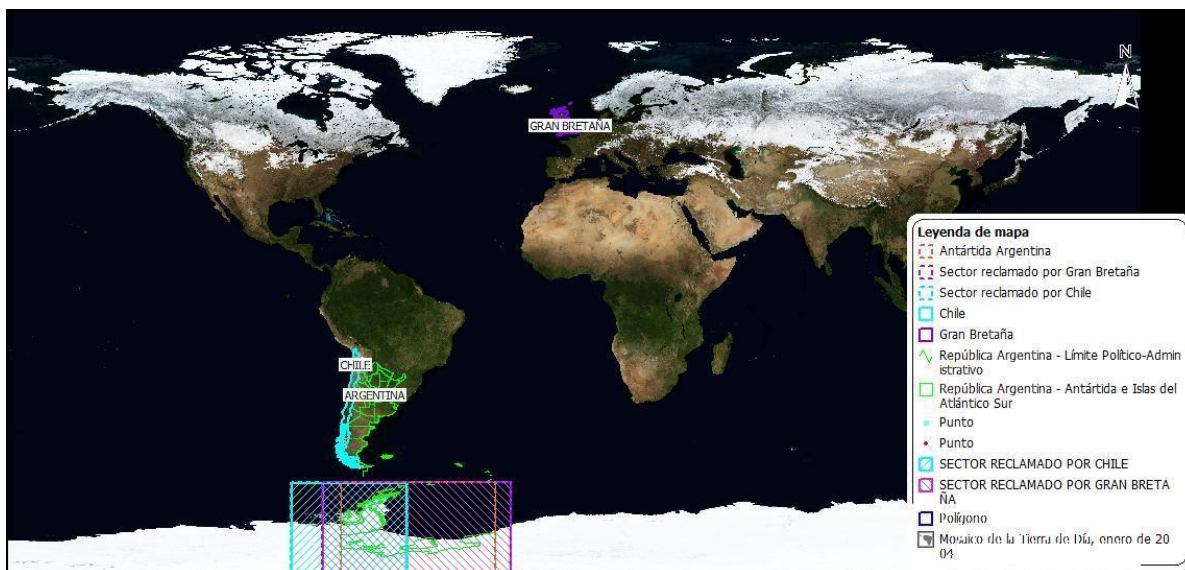 N
GRAN BRETAÑA
CHILE
ARGENTINA
Leyenda de mapa
Antártida Argentina
Sector reclamado por Gran Bretaña
Sector reclamado por Chile
Chile
Gran Bretaña
República Argentina - Límite Político-Admin
istrativo
República Argentina - Antártida e Islas del
Atlántico Sur
Punto
Punto
SECTOR RECLAMADO POR CHILE
SECTOR RECLAMADO POR GRAN BRETA
ÑA
Polígono
Mosaico de la Tierra de Día, enero de 20
04